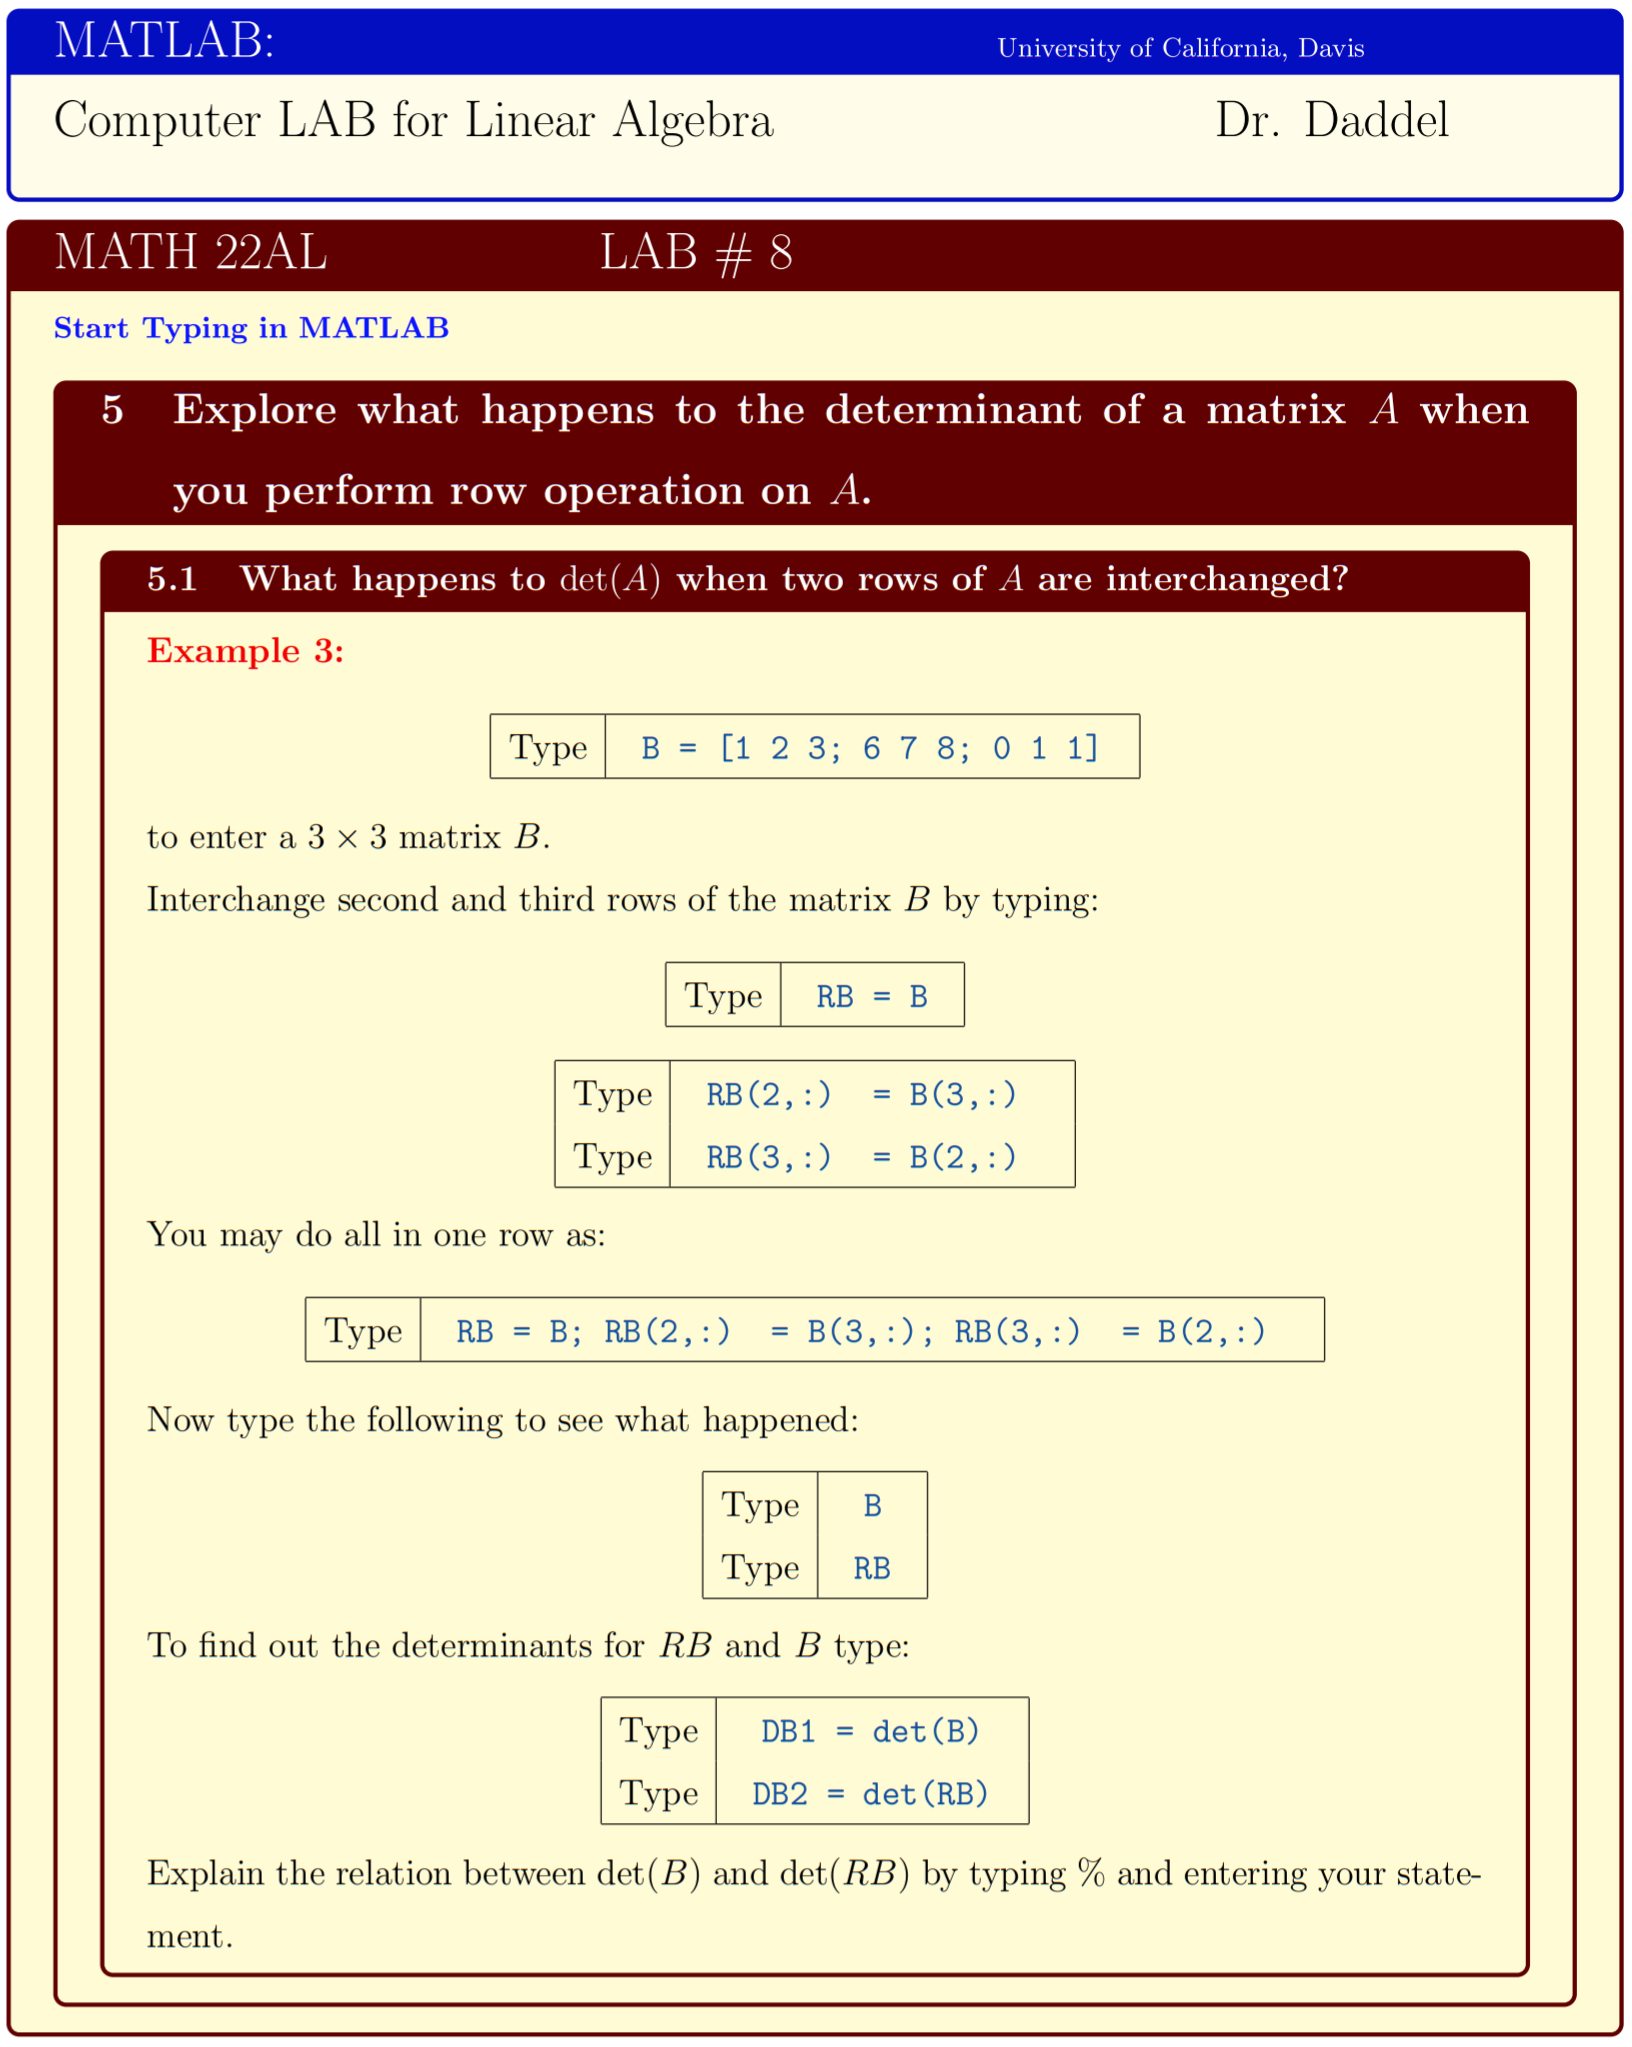 MATLAB: University of California, Davis
Computer LAB for Linear Algebra Dr. Daddel
MATH 22AL LAB # 8
Start Typing in MATLAB
5 Explore what happens to the determinant of a matrix A when
you perform row operation on A.
5.1 What happens to det(A) when two rows of A are interchanged?
Example 3:
Type B = [1 2 3; 6 7 8; 0 1 1]
to enter a 3 × 3 matrix B.
Interchange second and third rows of the matrix B by typing:
Type RB = B
Type RB(2,:) = B(3,:)
Type RB(3,:) = B(2,:)
You may do all in one row as:
Type RB = B; RB(2,:) = B(3,:); RB(3,:) = B(2,:)
Now type the following to see what happened:
Type B
Type RB
To find out the determinants for RB and B type:
Type DB1 = det(B)
Type DB2 = det(RB)
Explain the relation between det(B) and det(RB) by typing % and entering your state-
ment.